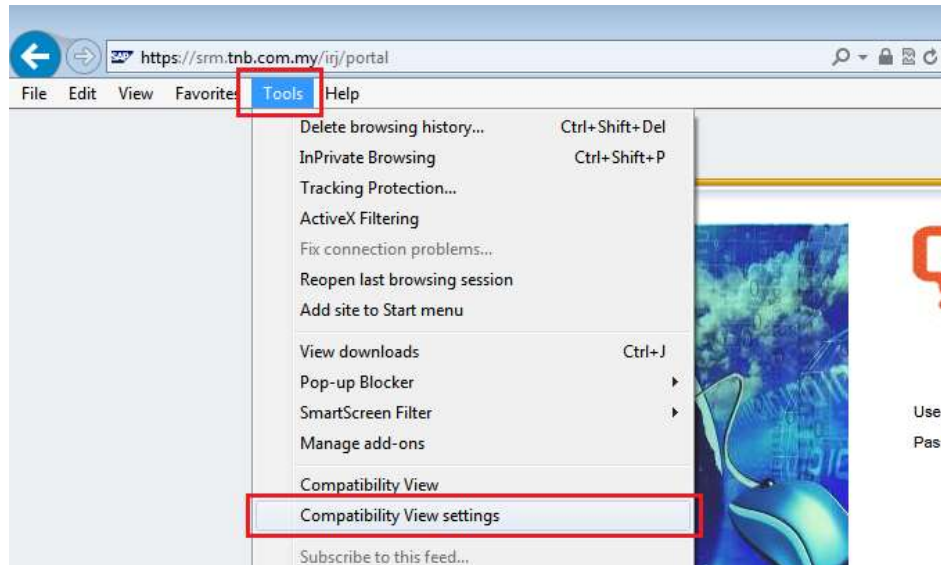 https://srm.tnb.com.my/irj/portal
File Edit View Favorites Tools Help
Delete browsing history... Ctrl+Shift+Del
InPrivate Browsing Ctrl+Shift+P
Tracking Protection...
ActiveX Filtering
Fix connection problems...
Reopen last browsing session
Add site to Start menu
View downloads Ctrl+J
Pop-up Blocker
SmartScreen Filter
Use
Manage add-ons
Pas
Compatibility View
Compatibility View settings
Subscribe to this feed...